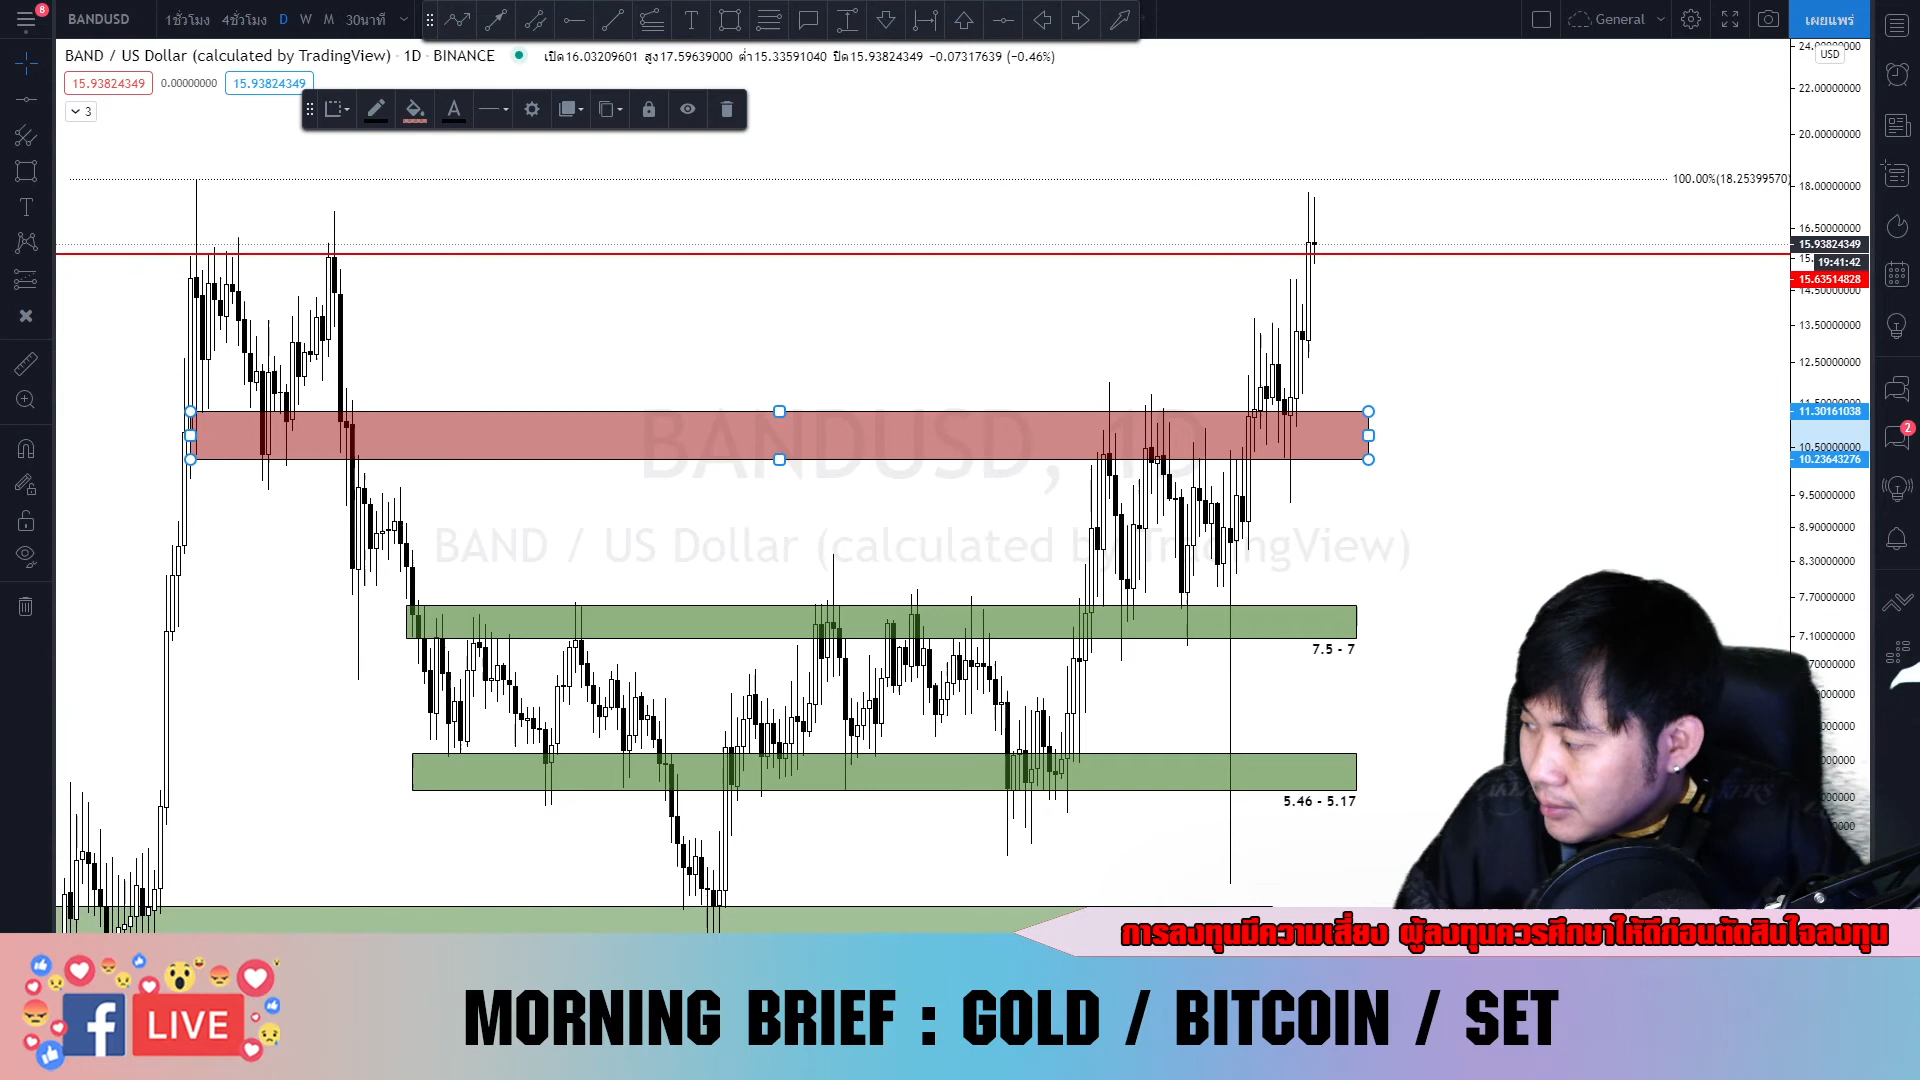 8
BANDUSD
1ชั่วโมง 4ชั่วโมง D W M 30นาที
General
เผยแพร่
BAND / US Dollar (calculated by TradingView) · 1D · BINANCE
เปิด16.03209601 สูง17.59639000 ต่ำ15.33591040 ปิด15.93824349 −0.07317639 (−0.46%)
15.93824349 0.00000000 15.93824349
3
USD
22.00000000
20.00000000
100.00%(18.25399570)
18.00000000
16.50000000
15.93824349
19:41:42
15.63514828
14.50000000
13.50000000
12.50000000
11.30161038
10.50000000
10.23643276
9.50000000
8.90000000
8.30000000
7.70000000
7.10000000
2
BANDUSD, 1D
BAND / US Dollar (calculated by TradingView)
7.5 - 7
5.46 - 5.17
การลงทุนมีความเสี่ยง ผู้ลงทุนควรศึกษาให้ดีก่อนตัดสินใจลงทุน
f LIVE
MORNING BRIEF : GOLD / BITCOIN / SET